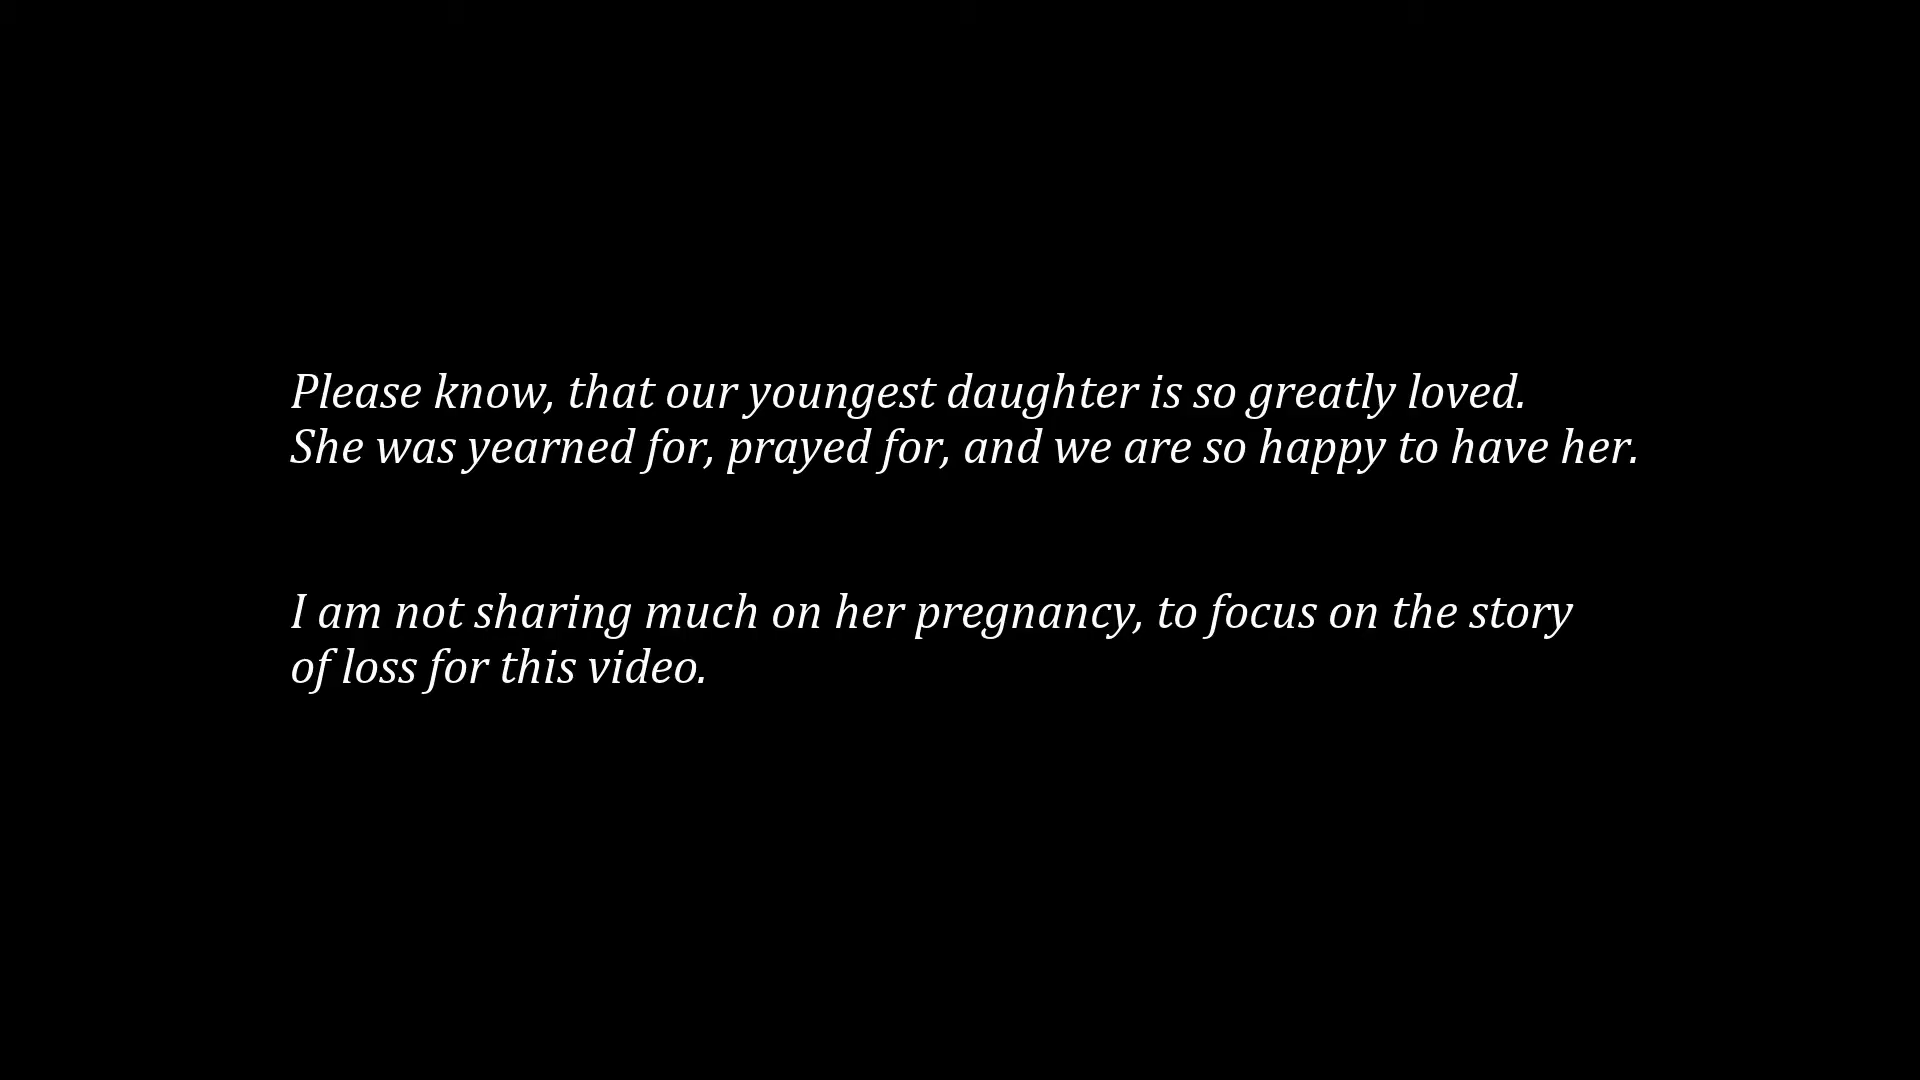 Please know, that our youngest daughter is so greatly loved.
She was yearned for, prayed for, and we are so happy to have her.
I am not sharing much on her pregnancy, to focus on the story
of loss for this video.